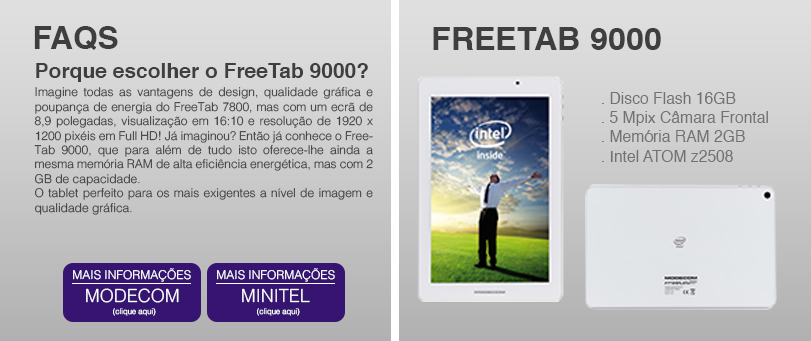 FAQS
Porque escolher o FreeTab 9000?
Imagine todas as vantagens de design, qualidade gráfica e
poupança de energia do FreeTab 7800, mas com um ecrã de
8,9 polegadas, visualização em 16:10 e resolução de 1920 x
1200 pixéis em Full HD! Já imaginou? Então já conhece o Free-
Tab 9000, que para além de tudo isto oferece-lhe ainda a
mesma memória RAM de alta eficiência energética, mas com 2
GB de capacidade.
O tablet perfeito para os mais exigentes a nível de imagem e
qualidade gráfica.
MAIS INFORMAÇÕES
MODECOM
(clique aqui)
MAIS INFORMAÇÕES
MINITEL
(clique aqui)
FREETAB 9000
. Disco Flash 16GB
. 5 Mpix Câmara Frontal
. Memória RAM 2GB
. Intel ATOM z2508
intel
inside
intel
MODECOM